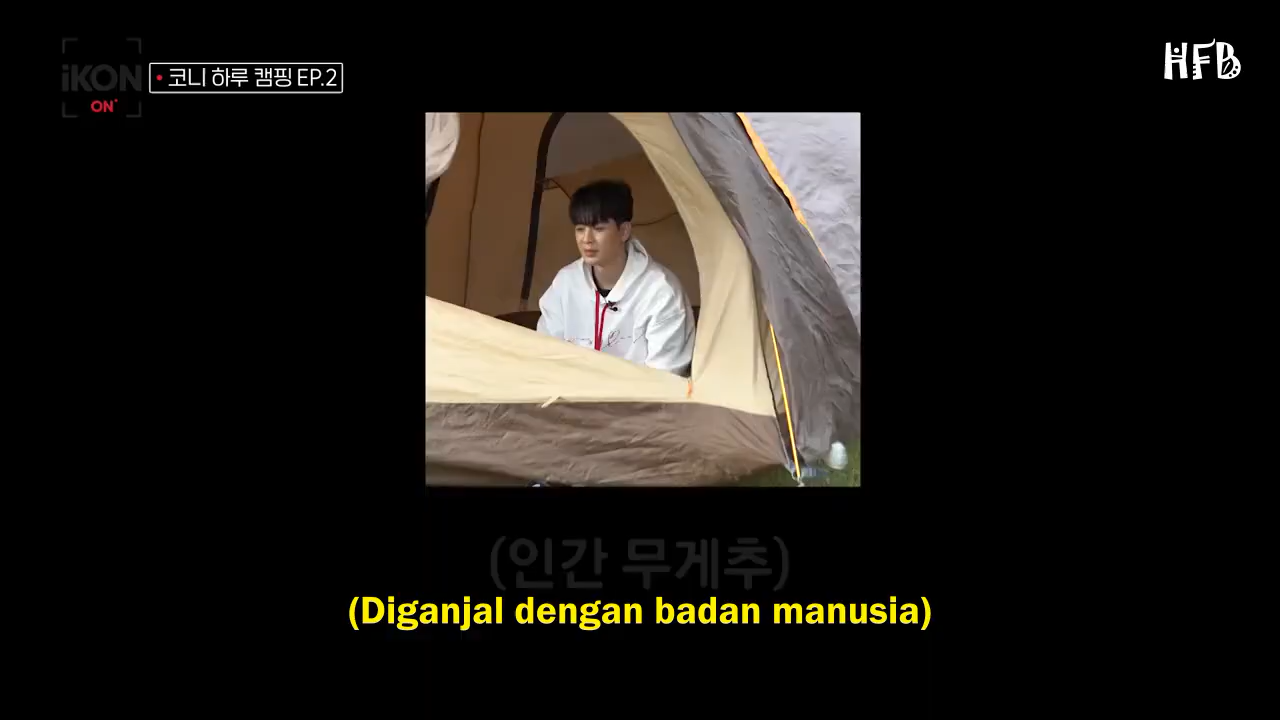 iKON
ON
코니 하루 캠핑 EP.2
HFB
(인간 무게추)
(Diganjal dengan badan manusia)